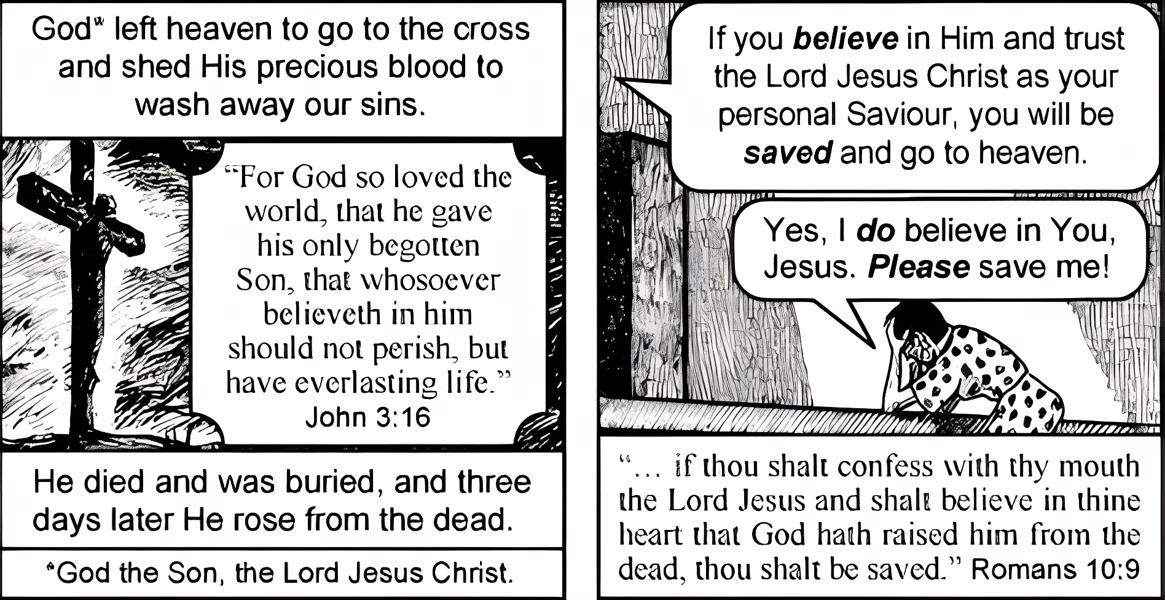 God* left heaven to go to the cross
and shed His precious blood to
wash away our sins.
“For God so loved the
world, that he gave
his only begotten
Son, that whosoever
believeth in him
should not perish, but
have everlasting life.”
John 3:16
He died and was buried, and three
days later He rose from the dead.
*God the Son, the Lord Jesus Christ.
If you believe in Him and trust
the Lord Jesus Christ as your
personal Saviour, you will be
saved and go to heaven.
Yes, I do believe in You,
Jesus. Please save me!
“... if thou shalt confess with thy mouth
the Lord Jesus and shalt believe in thine
heart that God hath raised him from the
dead, thou shalt be saved.” Romans 10:9